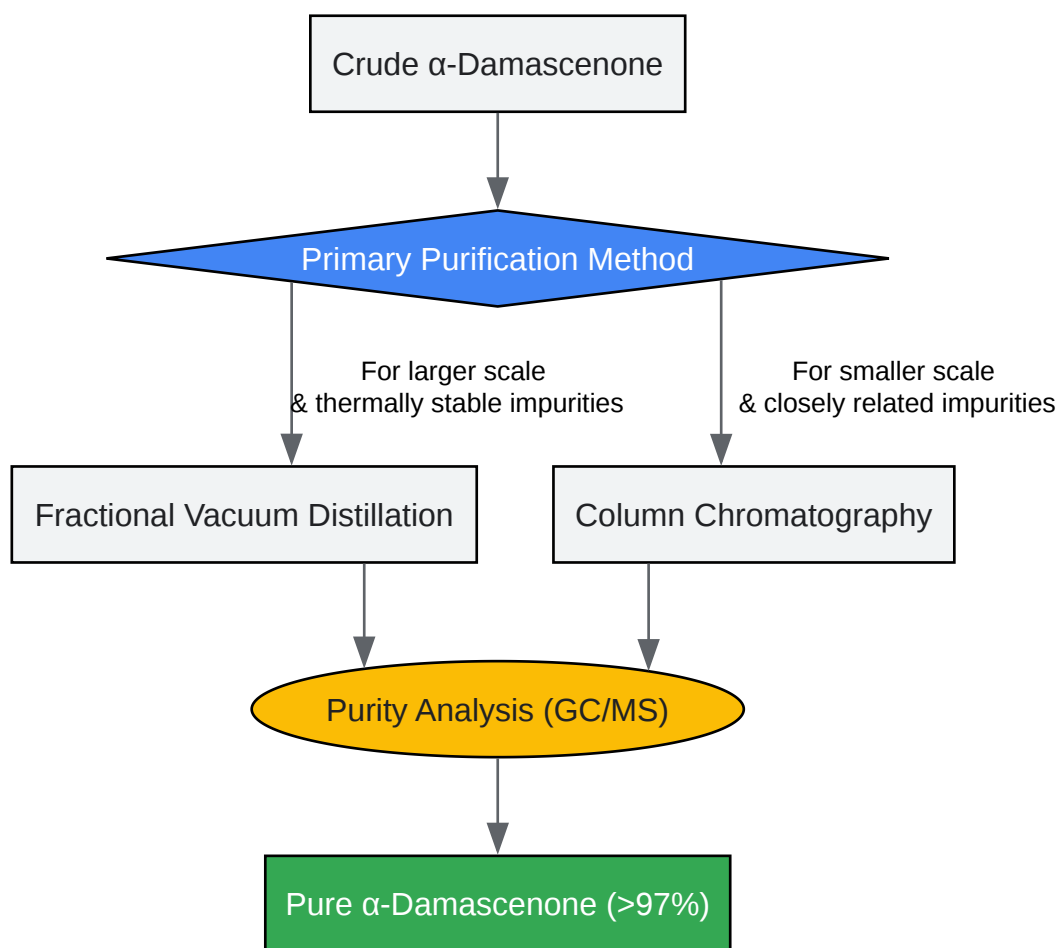 Crude α-Damascenone
Primary Purification Method
For larger scale
& thermally stable impurities
For smaller scale
& closely related impurities
Fractional Vacuum Distillation
Column Chromatography
Purity Analysis (GC/MS)
Pure α-Damascenone (>97%)